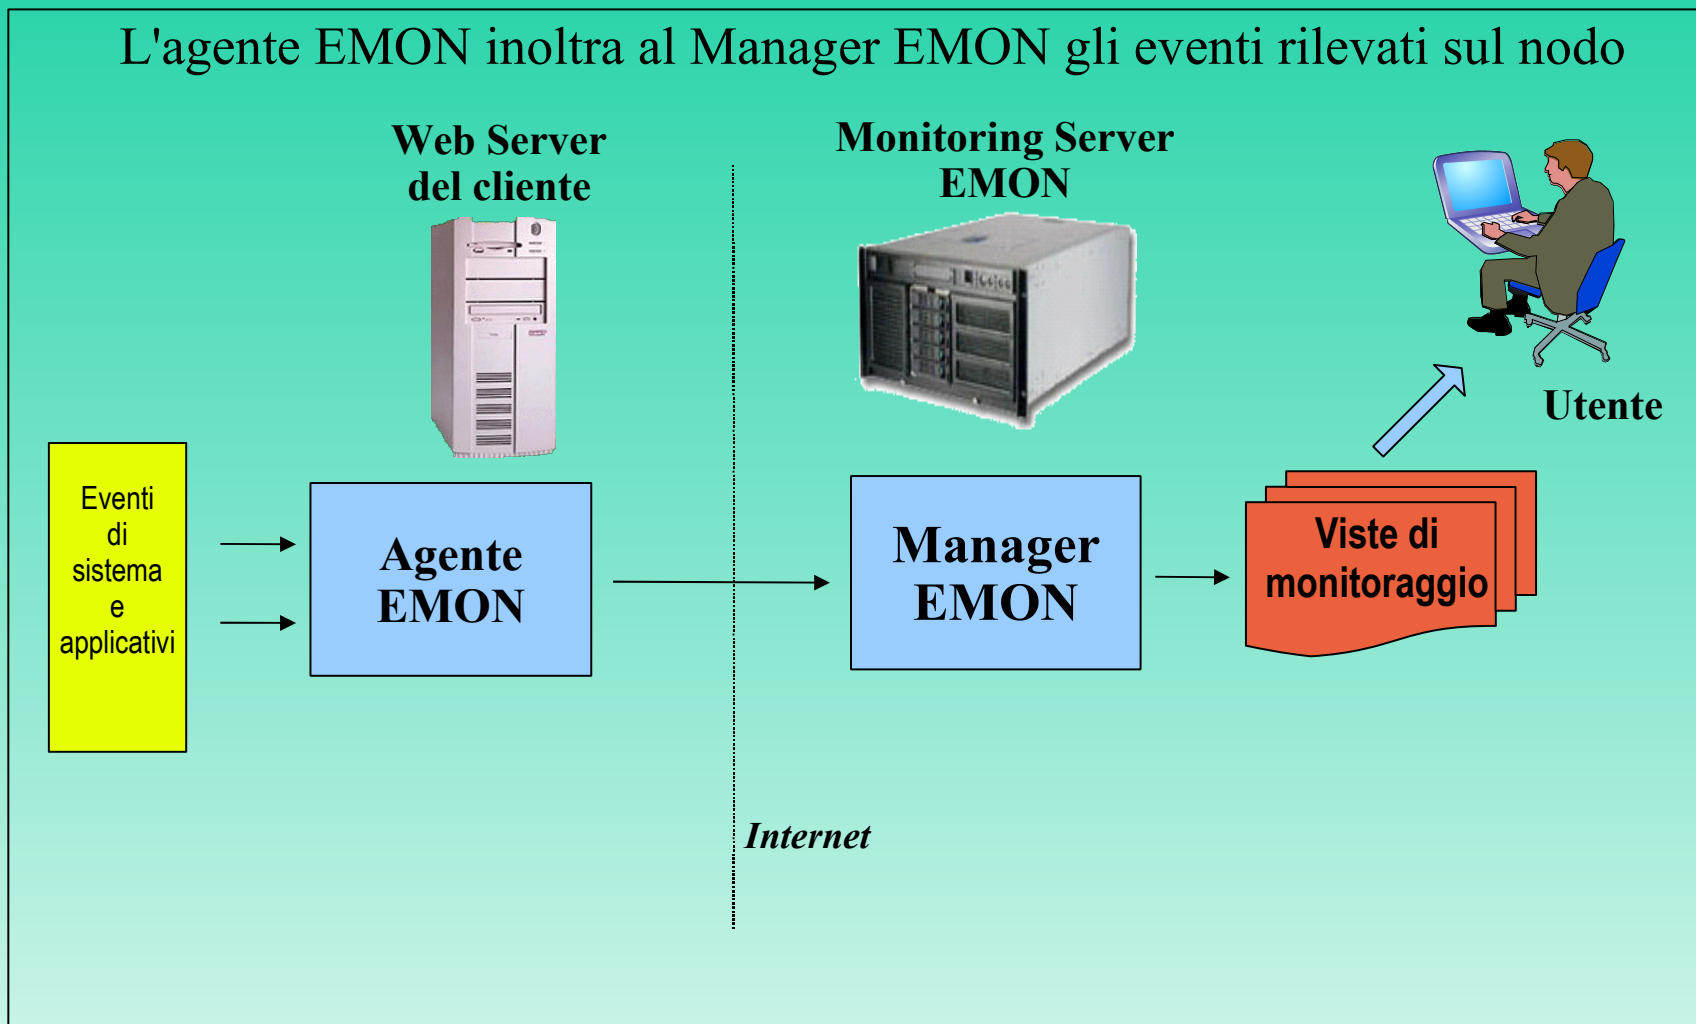 L'agente EMON inoltra al Manager EMON gli eventi rilevati sul nodo
Web Server
del cliente
Monitoring Server
EMON
Utente
Eventi
di
sistema
e
applicativi
Agente
EMON
Manager
EMON
Viste di
monitoraggio
Internet